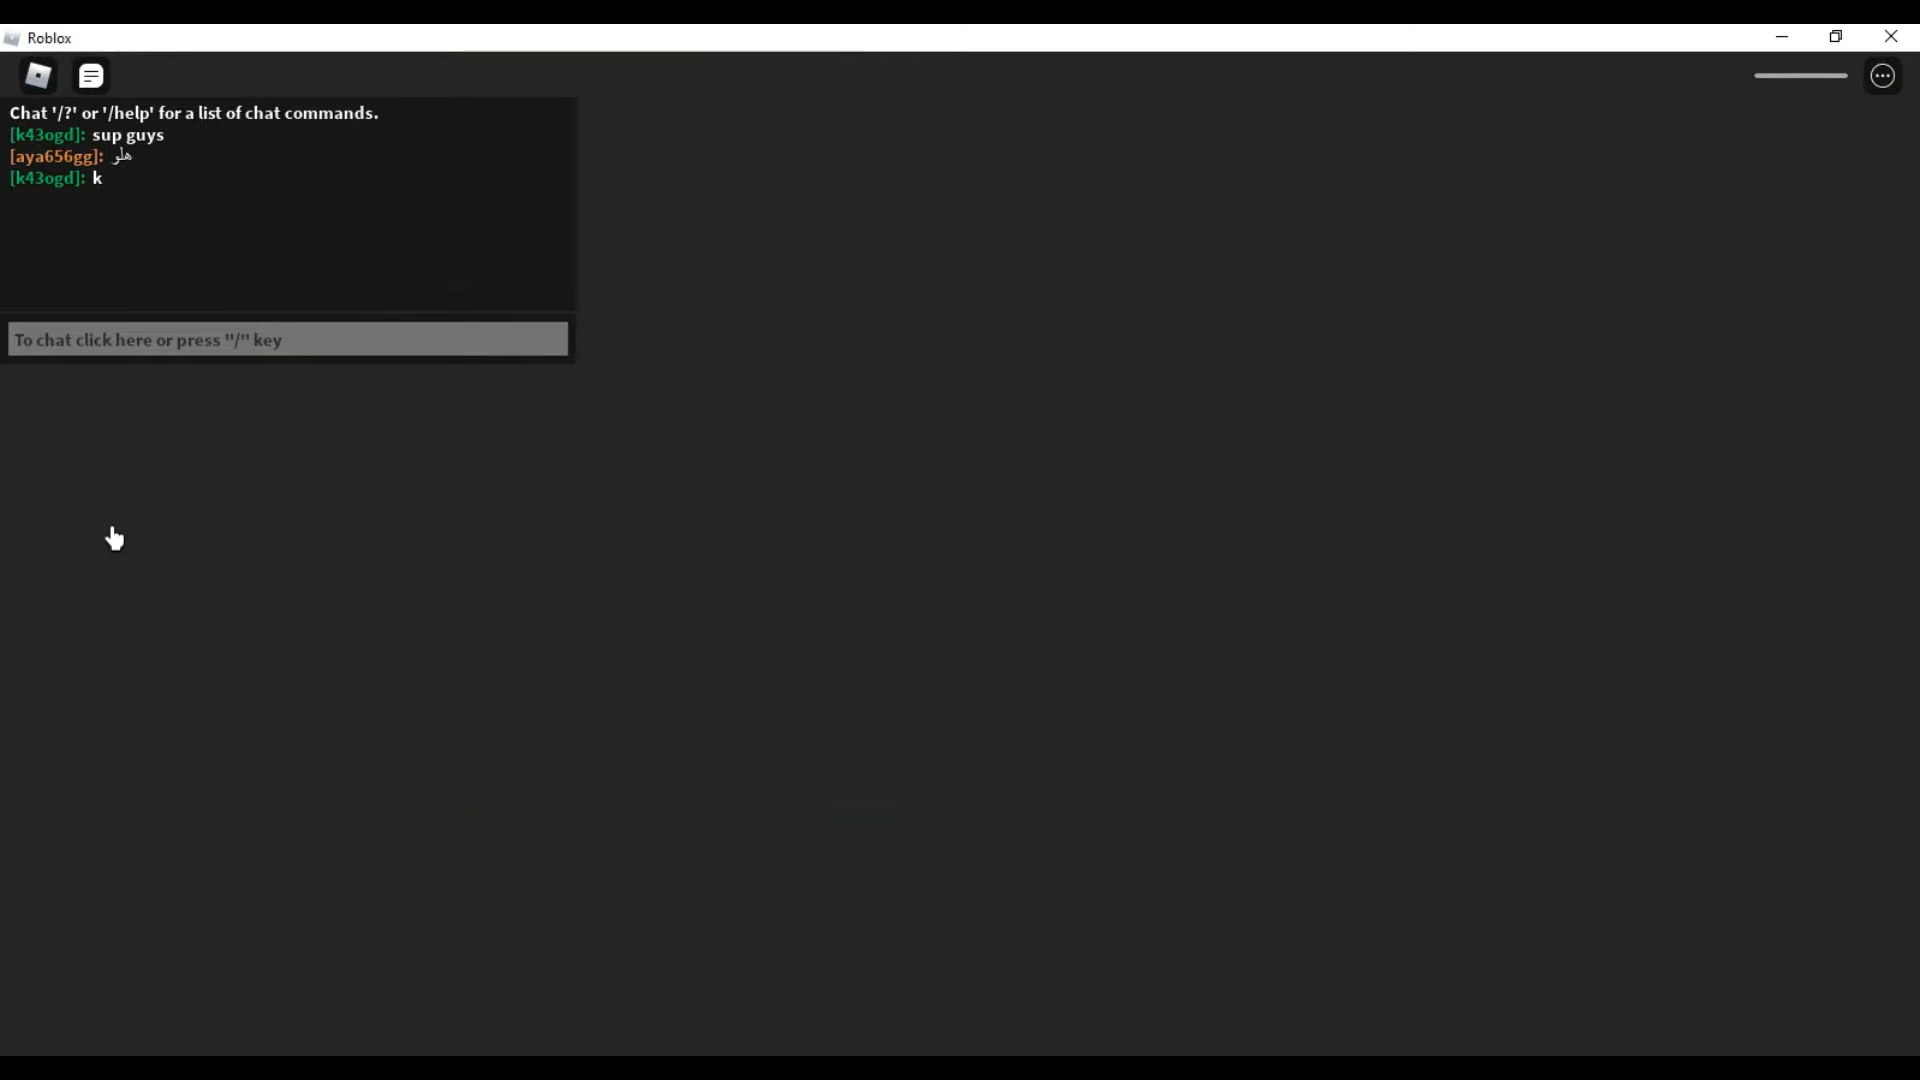 Roblox
Chat '/?' or '/help' for a list of chat commands.
[k43ogd]: sup guys
[aya656gg]: هلو
[k43ogd]: k
To chat click here or press "/" key